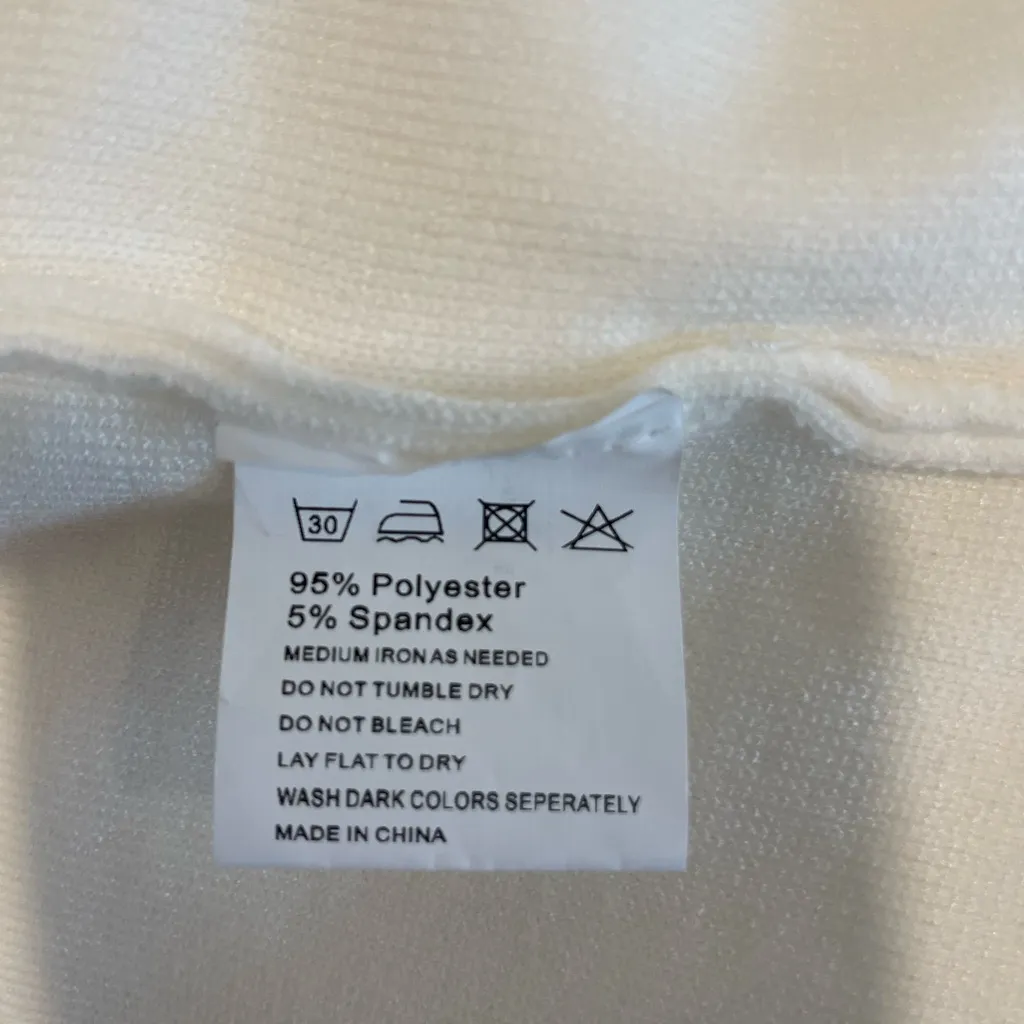 30
95% Polyester
5% Spandex
MEDIUM IRON AS NEEDED
DO NOT TUMBLE DRY
DO NOT BLEACH
LAY FLAT TO DRY
WASH DARK COLORS SEPERATELY
MADE IN CHINA